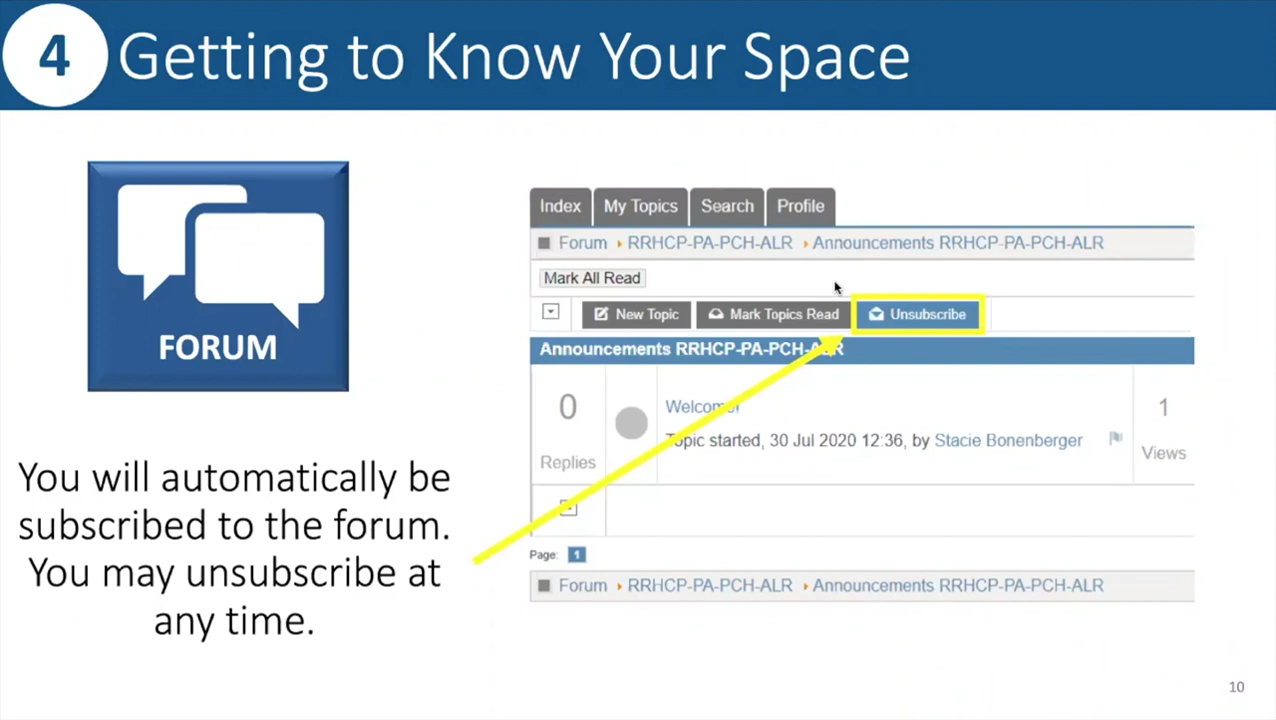 4 Getting to Know Your Space
FORUM
You will automatically be
subscribed to the forum.
You may unsubscribe at
any time.
Index My Topics Search Profile
Forum RRHCP-PA-PCH-ALR Announcements RRHCP-PA-PCH-ALR
Mark All Read
New Topic Mark Topics Read Unsubscribe
Announcements RRHCP-PA-PCH-ALR
0 Replies
Welcome!
Topic started, 30 Jul 2020 12:36, by Stacie Bonenberger
1 Views
Page: 1
Forum RRHCP-PA-PCH-ALR Announcements RRHCP-PA-PCH-ALR
10